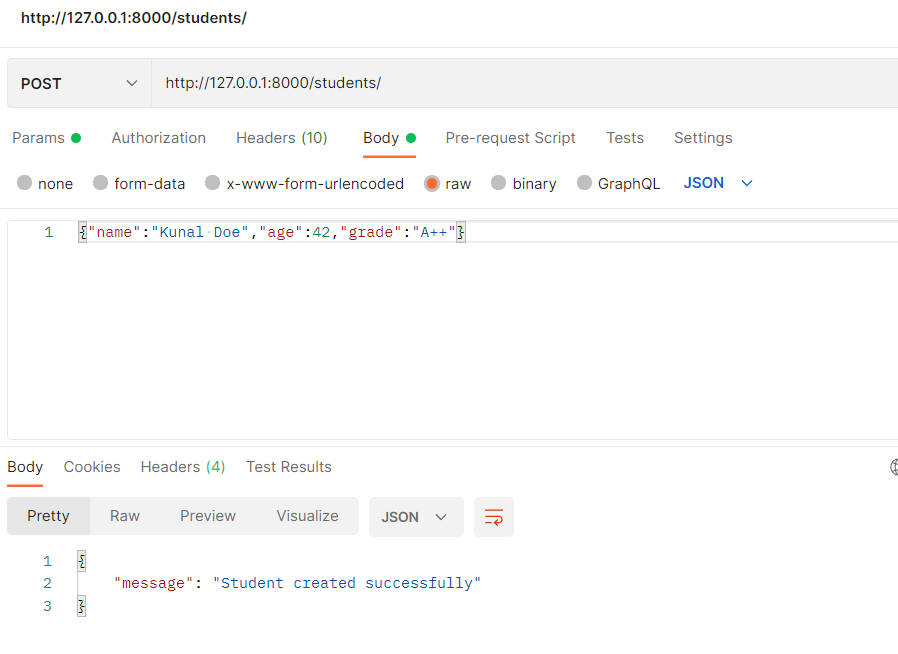 http://127.0.0.1:8000/students/
POST http://127.0.0.1:8000/students/
Params Authorization Headers (10) Body Pre-request Script Tests Settings
none form-data x-www-form-urlencoded raw binary GraphQL JSON
1 {"name":"Kunal Doe","age":42,"grade":"A++"}
Body Cookies Headers (4) Test Results
Pretty Raw Preview Visualize JSON
1 {
2 "message": "Student created successfully"
3 }